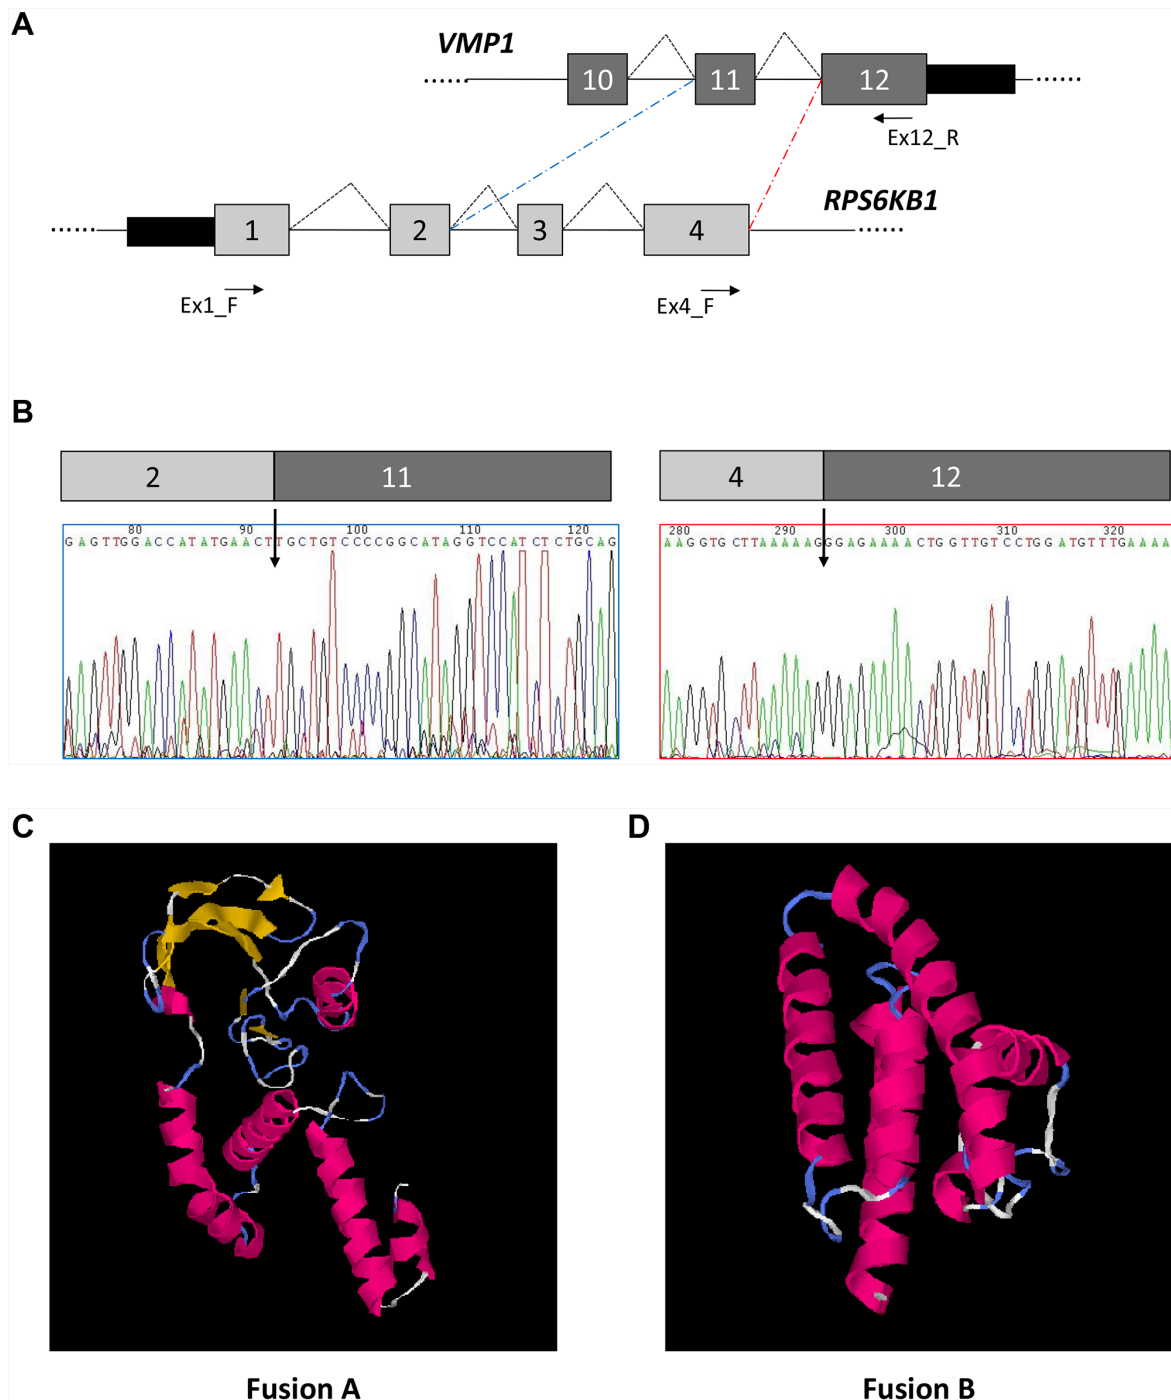 A
VMP1
10
11
12
Ex12_R
RPS6KB1
1
2
3
4
Ex1_F
Ex4_F
B
2
11
4
12
80 90 100 110 120
GAGTTGGACCATATGAACTTGCTGTCCCCGGCATAGGTCCATCTCTGCAG
280 290 300 310 320
AAGGTGCTTAAAAAGGGAGAAAACTGGTTGTCCTGGATGTTTGAAAA
C
D
Fusion A
Fusion B